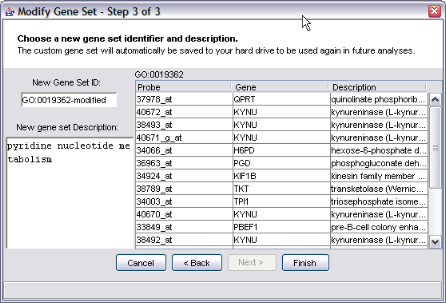 Modify Gene Set - Step 3 of 3
Choose a new gene set identifier and description.
The custom gene set will automatically be saved to your hard drive to be used again in future analyses.
New Gene Set ID:
GO:0019362-modified
New gene set Description:
pyridine nucleotide me
tabolism
GO:0019362
Probe Gene Description
37978_at QPRT quinolinate phosphorib...
40672_at KYNU kynureninase (L-kynur...
38493_at KYNU kynureninase (L-kynur...
40671_g_at KYNU kynureninase (L-kynur...
34066_at H6PD hexose-6-phosphate d...
36963_at PGD phosphogluconate deh...
34924_at KIF1B kinesin family member ...
38789_at TKT transketolase (Wernic...
34003_at TPI1 triosephosphate isome...
40670_at KYNU kynureninase (L-kynur...
33849_at PBEF1 pre-B-cell colony enha...
38492_at KYNU kynureninase (L-kynur...
Cancel < Back Next > Finish